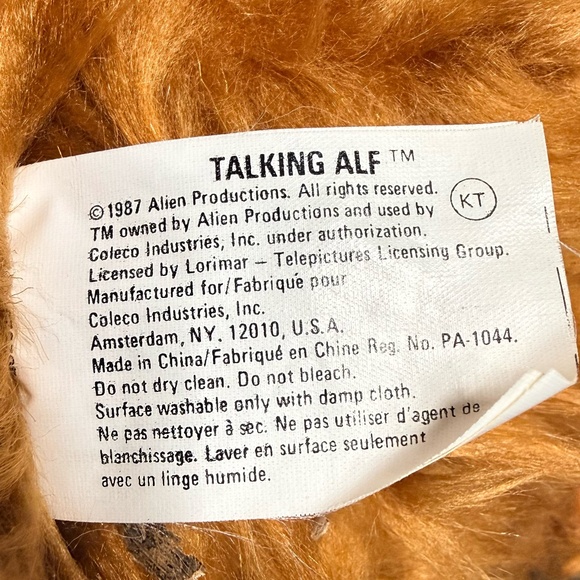 TALKING ALF ™
© 1987 Alien Productions. All rights reserved.
TM owned by Alien Productions and used by
Coleco Industries, Inc. under authorization.
KT
Licensed by Lorimar – Telepictures Licensing Group.
Manufactured for/Fabriqué pour
Coleco Industries, Inc.
Amsterdam, NY. 12010, U.S.A.
Made in China/Fabriqué en Chine Reg. No. PA-1044.
Do not dry clean. Do not bleach.
Surface washable only with damp cloth.
Ne pas nettoyer à sec. Ne pas utiliser d'agent de
blanchissage. Laver en surface seulement
avec un linge humide.